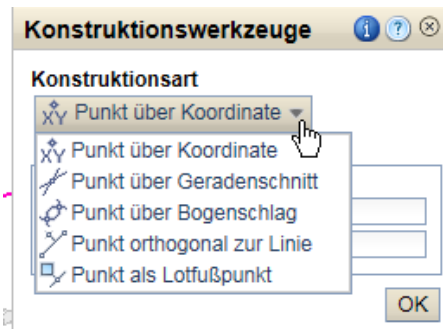 Konstruktionswerkzeuge
Konstruktionsart
Punkt über Koordinate
Punkt über Koordinate
Punkt über Geradenschnitt
Punkt über Bogenschlag
Punkt orthogonal zur Linie
Punkt als Lotfußpunkt
OK